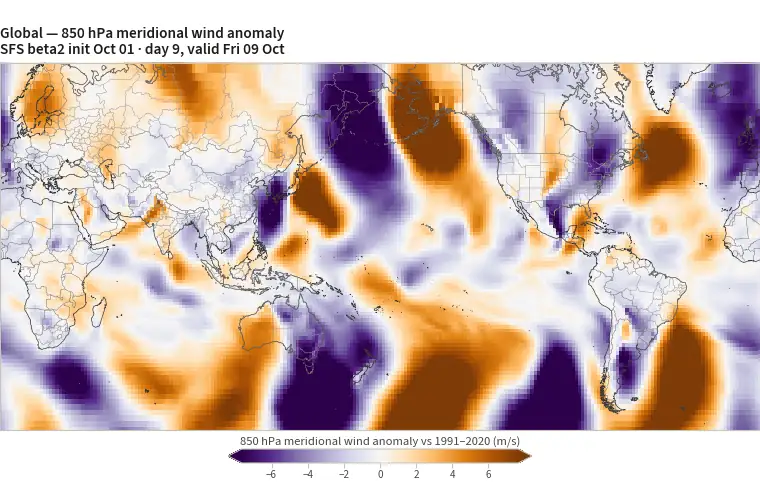 Global — 850 hPa meridional wind anomaly
SFS beta2 init Oct 01 · day 9, valid Fri 09 Oct
850 hPa meridional wind anomaly vs 1991–2020 (m/s)
−6 −4 −2 0 2 4 6